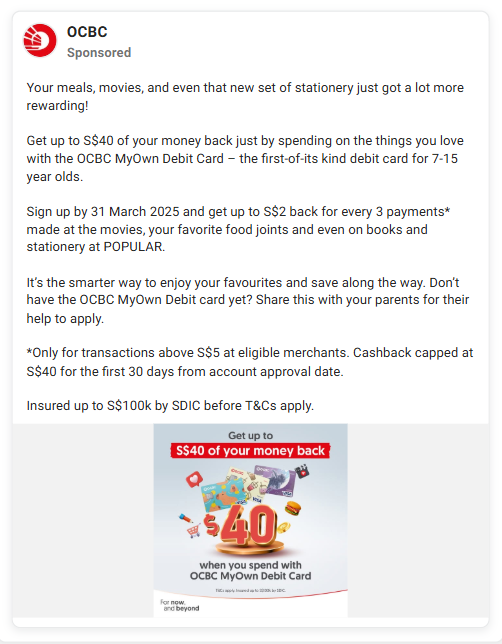 OCBC
Sponsored
Your meals, movies, and even that new set of stationery just got a lot more
rewarding!
Get up to S$40 of your money back just by spending on the things you love
with the OCBC MyOwn Debit Card – the first-of-its kind debit card for 7-15
year olds.
Sign up by 31 March 2025 and get up to S$2 back for every 3 payments*
made at the movies, your favorite food joints and even on books and
stationery at POPULAR.
It's the smarter way to enjoy your favourites and save along the way. Don't
have the OCBC MyOwn Debit card yet? Share this with your parents for their
help to apply.
*Only for transactions above S$5 at eligible merchants. Cashback capped at
S$40 for the first 30 days from account approval date.
Insured up to S$100k by SDIC before T&Cs apply.
Get up to
S$40 of your money back
VISA
$40
when you spend with
OCBC MyOwn Debit Card
T&Cs apply. Insured up to S$100k by SDIC.
For now,
and beyond